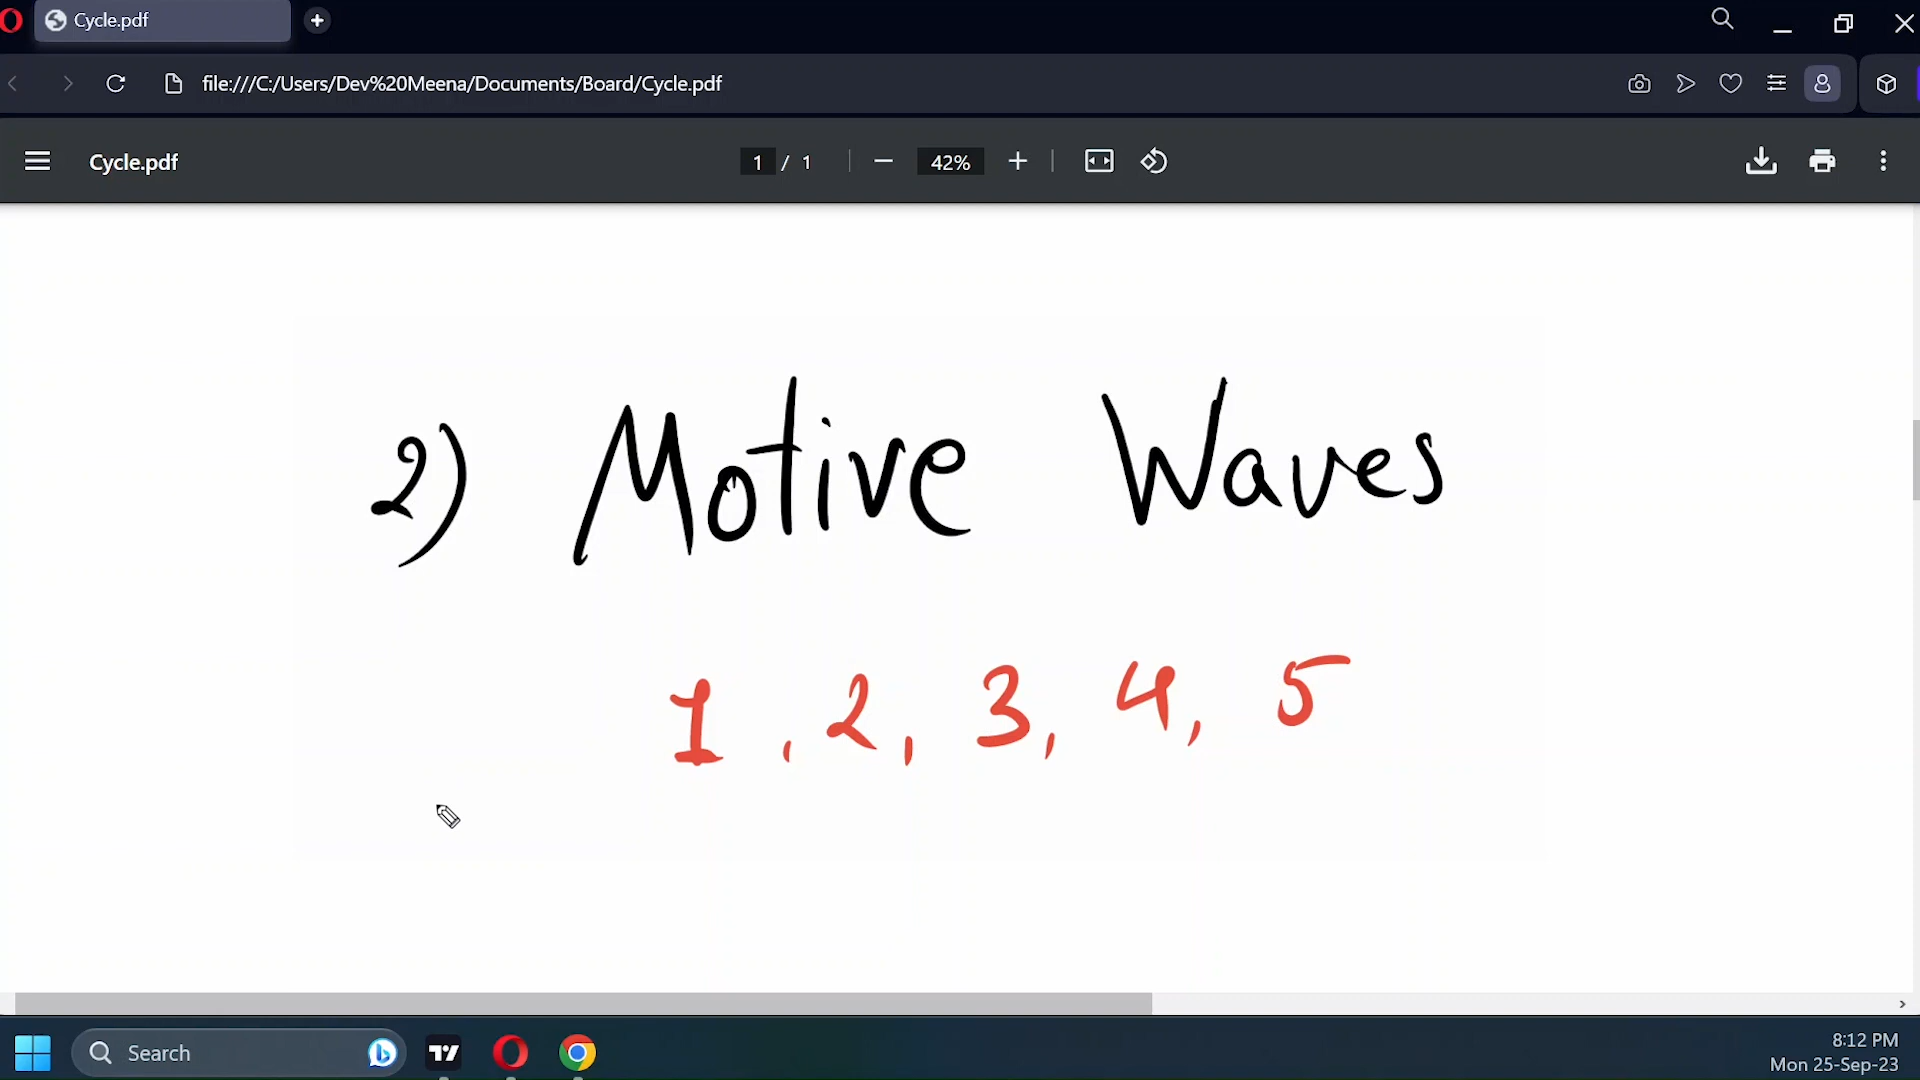 Cycle.pdf
file:///C:/Users/Dev%20Meena/Documents/Board/Cycle.pdf
Cycle.pdf
1 / 1
42%
2) Motive Waves
1, 2, 3, 4, 5
Search
8:12 PM
Mon 25-Sep-23